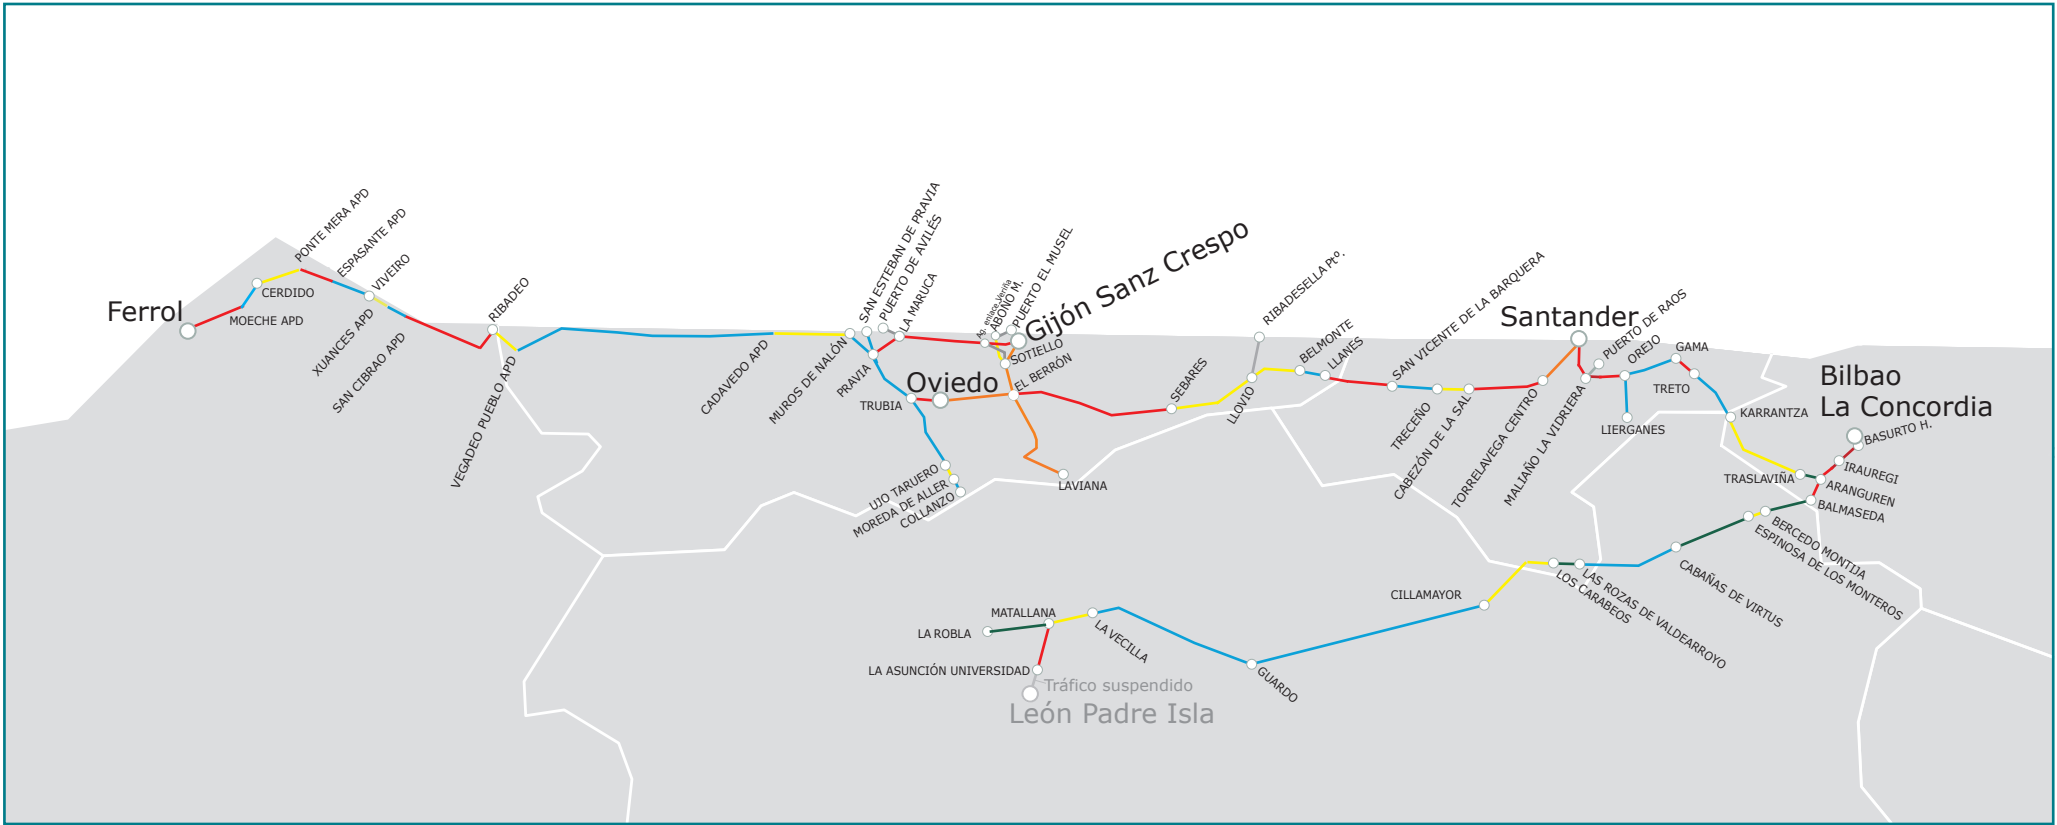 Ferrol
MOECHE APD
CERDIDO
PONTE MERA APD
ESPASANTE APD
VIVEIRO
XUANCES APD
SAN CIBRAO APD
RIBADEO
VEGADEO PUEBLO APD
CADAVEDO APD
MUROS DE NALÓN
SAN ESTEBAN DE PRAVIA
PUERTO DE AVILÉS
LA MARUCA
PRAVIA
TRUBIA
Oviedo
UJO TARUERO
MOREDA DE ALLER
COLLANZO
Ag. enlace Veriña
ABOÑO M.
PUERTO EL MUSEL
Gijón Sanz Crespo
SOTIELLO
EL BERRÓN
LAVIANA
SEBARES
LLOVIO
RIBADESELLA Ptº.
BELMONTE
LLANES
SAN VICENTE DE LA BARQUERA
TRECEÑO
CABEZÓN DE LA SAL
TORRELAVEGA CENTRO
Santander
MALIAÑO LA VIDRIERA
PUERTO DE RAOS
OREJO
LIERGANES
GAMA
TRETO
KARRANTZA
TRASLAVIÑA
Bilbao
La Concordia
BASURTO H.
IRAUREGI
ARANGUREN
BALMASEDA
BERCEDO MONTIJA
ESPINOSA DE LOS MONTEROS
CABAÑAS DE VIRTUS
LAS ROZAS DE VALDEARROYO
LOS CARABEOS
CILLAMAYOR
GUARDO
LA VECILLA
MATALLANA
LA ROBLA
LA ASUNCIÓN UNIVERSIDAD
Tráfico suspendido
León Padre Isla